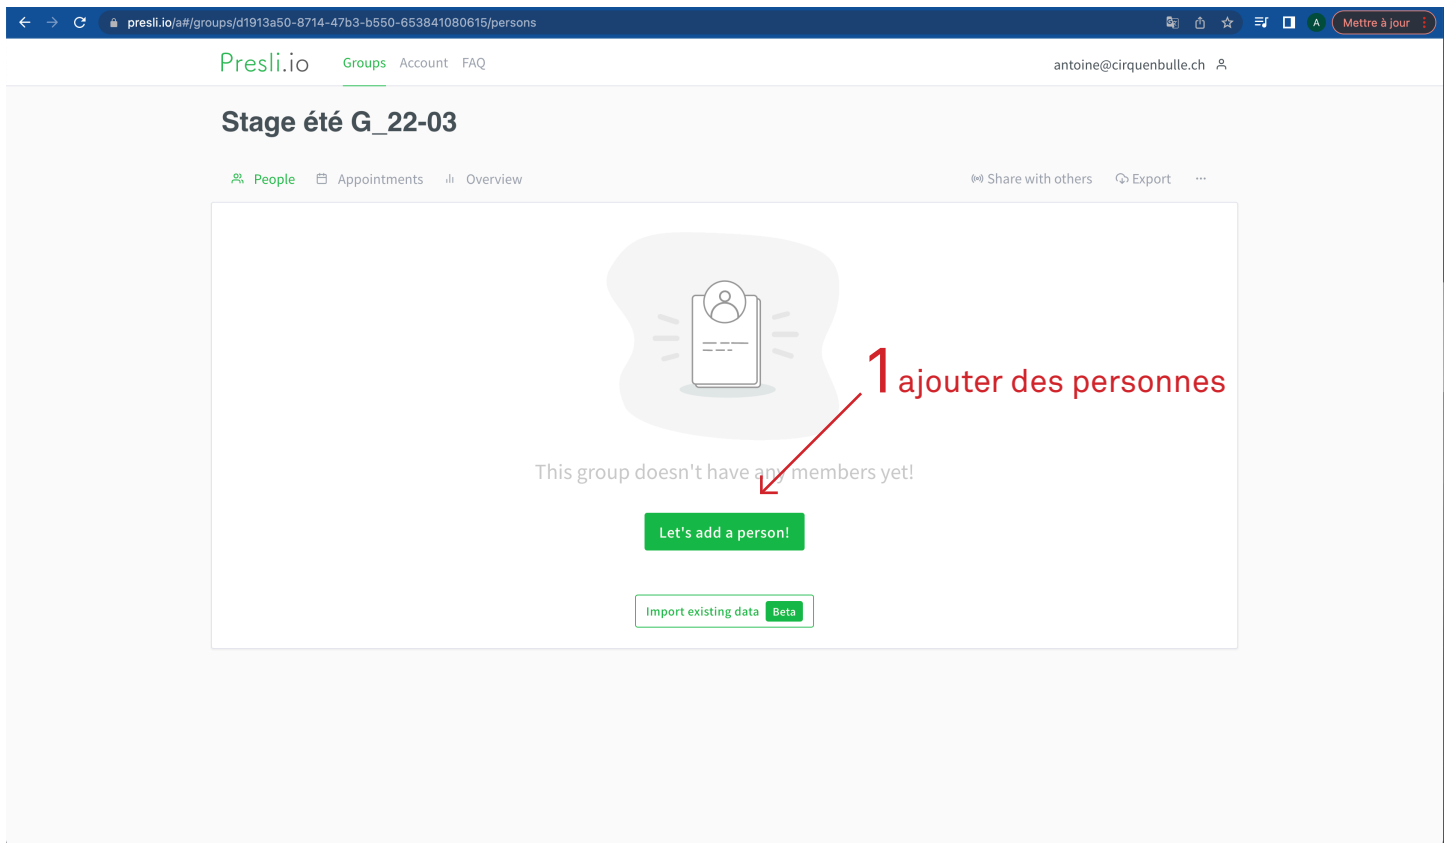 presli.io/a#/groups/d1913a50-8714-47b3-b550-653841080615/persons
A
Mettre à jour
Presli.io
Groups Account FAQ
antoine@cirquenbulle.ch
Stage été G_22-03
People Appointments Overview
Share with others Export ...
1 ajouter des personnes
This group doesn't have any members yet!
Let's add a person!
Import existing data Beta